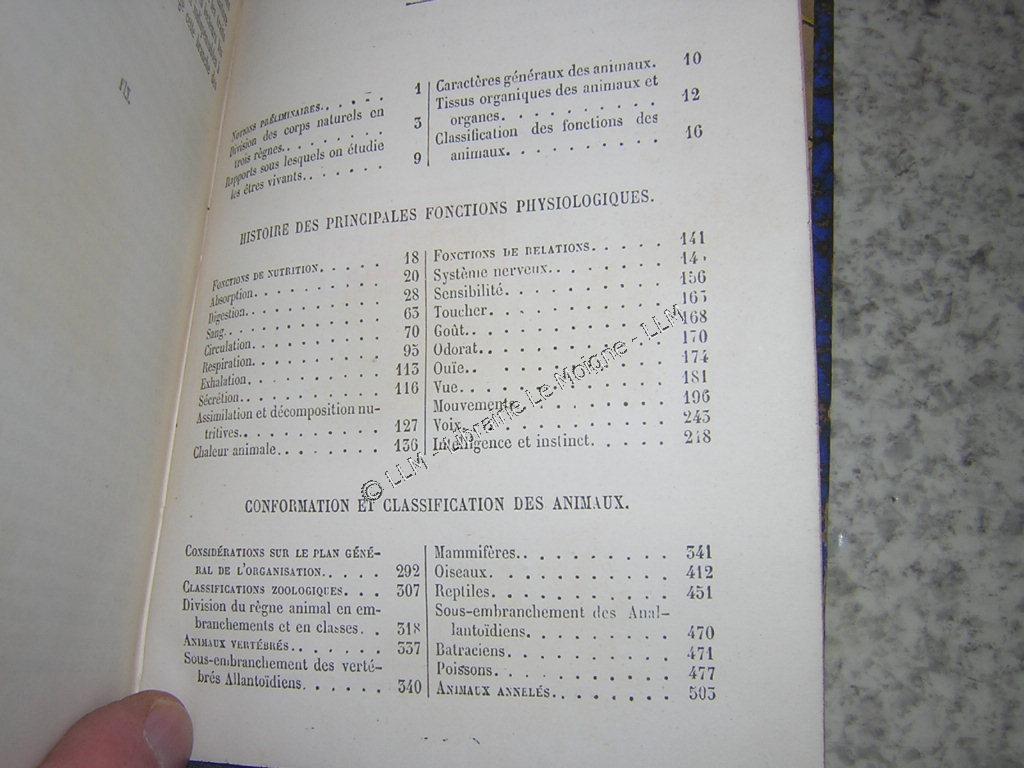 FIN.
NOTIONS PRÉLIMINAIRES. . . . . . 1
Division des corps naturels en
trois règnes. . . . . . . . 3
Rapports sous lesquels on étudie
les êtres vivants. . . . . . . 9
Caractères généraux des animaux. 10
Tissus organiques des animaux et
organes. . . . . . . . . 12
Classification des fonctions des
animaux. . . . . . . . . 16
HISTOIRE DES PRINCIPALES FONCTIONS PHYSIOLOGIQUES.
FONCTIONS DE NUTRITION. . . . . 18
Absorption. . . . . . . . . 20
Digestion. . . . . . . . . 28
Sang. . . . . . . . . . 63
Circulation. . . . . . . . . 70
Respiration. . . . . . . . . 95
Exhalation. . . . . . . . . 113
Sécrétion. . . . . . . . . 116
Assimilation et décomposition nu-
tritives. . . . . . . . . 127
Chaleur animale. . . . . . . . 136
FONCTIONS DE RELATIONS. . . . . 141
Système nerveux. . . . . . .
Sensibilité. . . . . . . . . 156
Toucher. . . . . . . . . . 165
Goût. . . . . . . . . . 168
Odorat. . . . . . . . . . 170
Ouïe. . . . . . . . . . 174
Vue. . . . . . . . . . 181
Mouvements. . . . . . . . 196
Voix. . . . . . . . . . 243
Intelligence et instinct. . . . . 248
CONFORMATION ET CLASSIFICATION DES ANIMAUX.
CONSIDÉRATIONS SUR LE PLAN GÉNÉ-
RAL DE L'ORGANISATION. . . . . 292
CLASSIFICATIONS ZOOLOGIQUES. . . 307
Division du règne animal en em-
branchements et en classes. . . 318
ANIMAUX VERTÉBRÉS. . . . . . . 337
Sous-embranchement des verté-
brés Allantoïdiens. . . . . . 340
Mammifères. . . . . . . . . 341
Oiseaux. . . . . . . . . . 412
Reptiles. . . . . . . . . . 451
Sous-embranchement des Anal-
lantoïdiens. . . . . . . . 470
Batraciens. . . . . . . . . 471
Poissons. . . . . . . . . . 477
ANIMAUX ANNELÉS. . . . . . . . 503
© LLM - Librairie Le Moigne - LLM